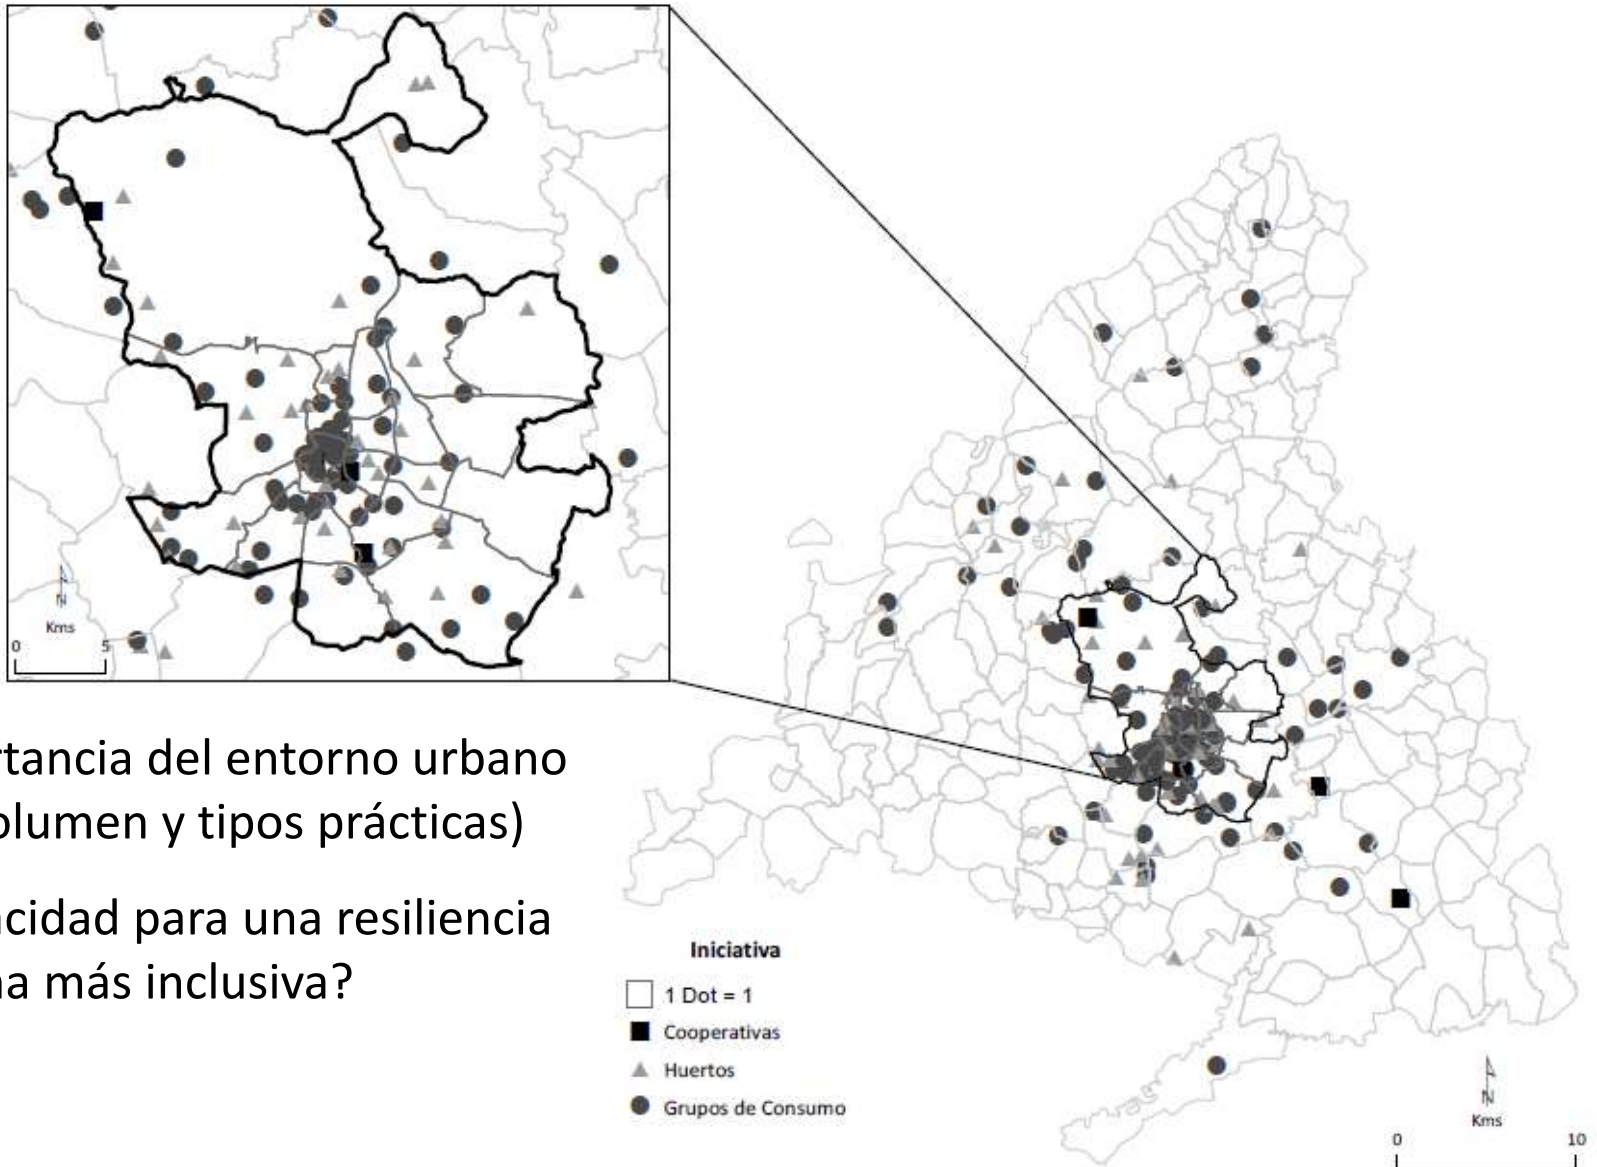 N
Kms
0 5
rtancia del entorno urbano
olumen y tipos prácticas)
acidad para una resiliencia
na más inclusiva?
Iniciativa
1 Dot = 1
Cooperativas
Huertos
Grupos de Consumo
N
Kms
0 10